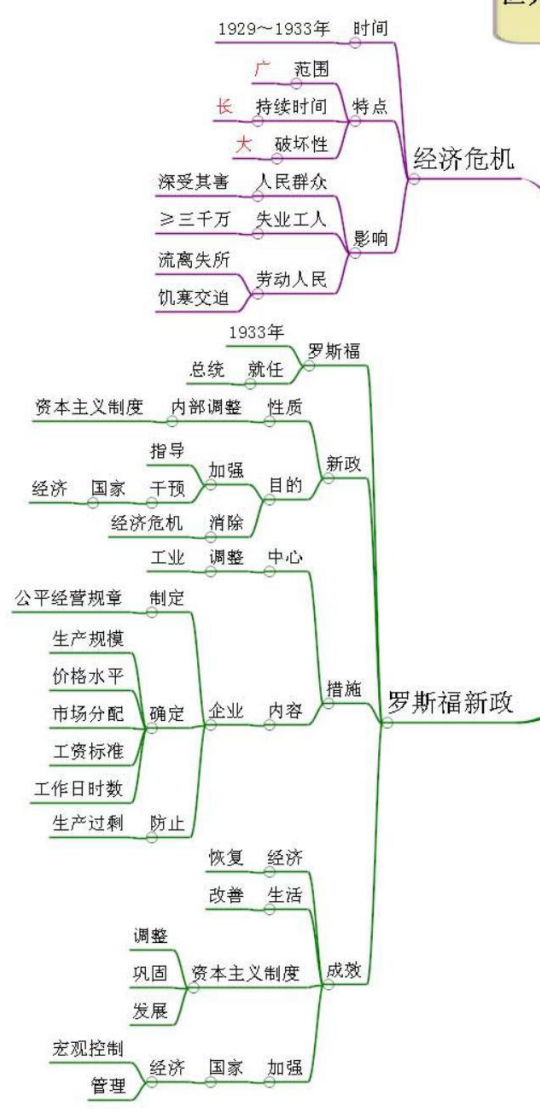 1929～1933年 时间
广 范围
长 持续时间 特点
大 破坏性
经济危机
深受其害 人民群众
≥三千万 失业工人
影响
流离失所
劳动人民
饥寒交迫
1933年
罗斯福
总统 就任
资本主义制度 内部调整 性质
指导
新政
加强
目的
经济 国家 干预
经济危机 消除
工业 调整 中心
公平经营规章 制定
生产规模
价格水平
措施
罗斯福新政
市场分配 确定 企业 内容
工资标准
工作日时数
生产过剩 防止
恢复 经济
改善 生活
调整
巩固 资本主义制度 成效
发展
宏观控制
经济 国家 加强
管理